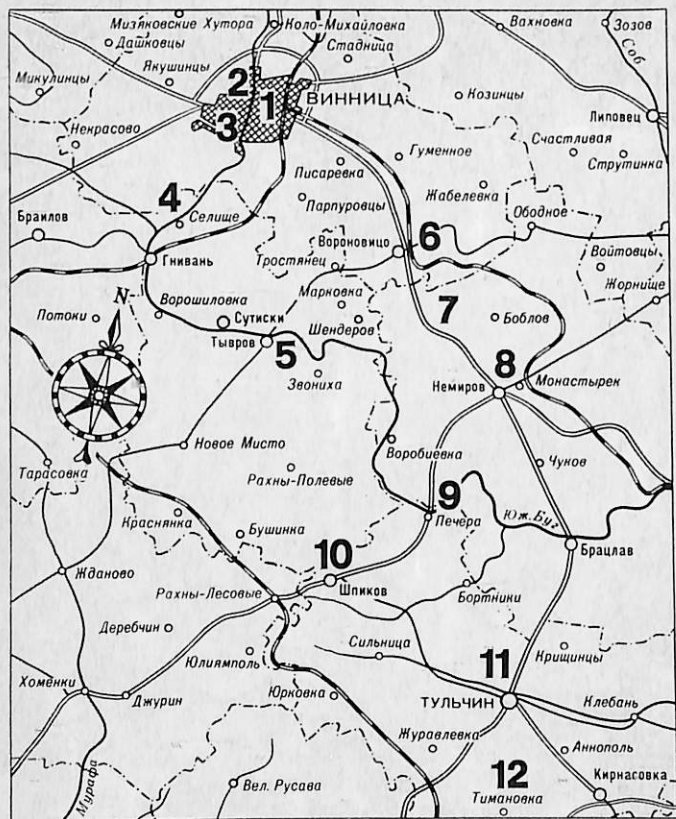 Мизяковские Хутора
Коло-Михайловка
Вахновка
Зозов
Дашковцы
Стадница
Соб
Якушинцы
Микулинцы
2
1
ВИННИЦА
Козинцы
Липовец
3
Некрасово
Гуменное
Счастливая
Струтинка
Писаревка
4
Селище
Парпуровцы
Жабелевка
Ободное
Браилов
Вороновицо
6
Гнивань
Тростянец
Войтовцы
Жорнище
N
Ворошиловка
Марковка
7
Потоки
Сутиски
Шендеров
Боблов
Тывров
5
8
Звониха
Немиров
Монастырек
Новое Мисто
Воробиевка
Чуков
Тарасовка
Рахны-Полевые
9
Краснянка
Печера
Юж. Буг
Бушинка
Брацлав
10
Жданово
Рахны-Лесовые
Шпиков
Бортники
Деребчин
Сильница
Крищинцы
Юлиямполь
11
Хоменки
Джурин
Юрковка
ТУЛЬЧИН
Клебань
Журавлевка
Аннополь
Мурафа
Вел. Русава
12
Кирнасовка
Тимановка